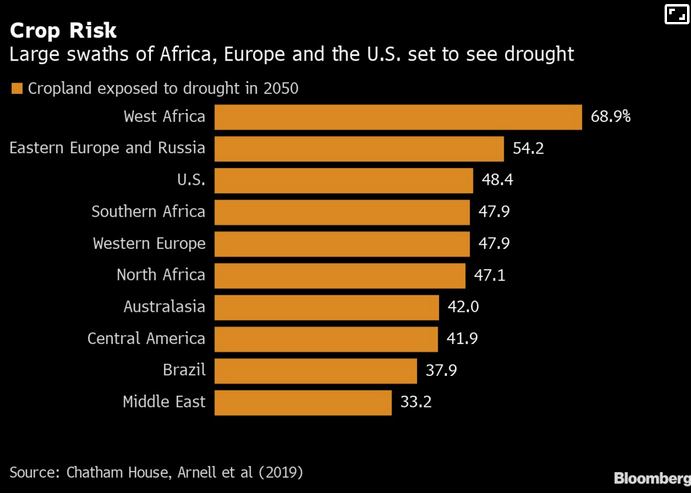 Crop Risk
Large swaths of Africa, Europe and the U.S. set to see drought
Cropland exposed to drought in 2050
West Africa 68.9%
Eastern Europe and Russia 54.2
U.S. 48.4
Southern Africa 47.9
Western Europe 47.9
North Africa 47.1
Australasia 42.0
Central America 41.9
Brazil 37.9
Middle East 33.2
Source: Chatham House, Arnell et al (2019)
Bloomberg